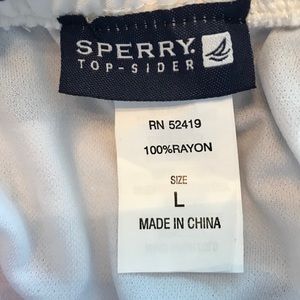 SPERRY
TOP-SIDER
RN 52419
100%RAYON
SIZE
L
MADE IN CHINA